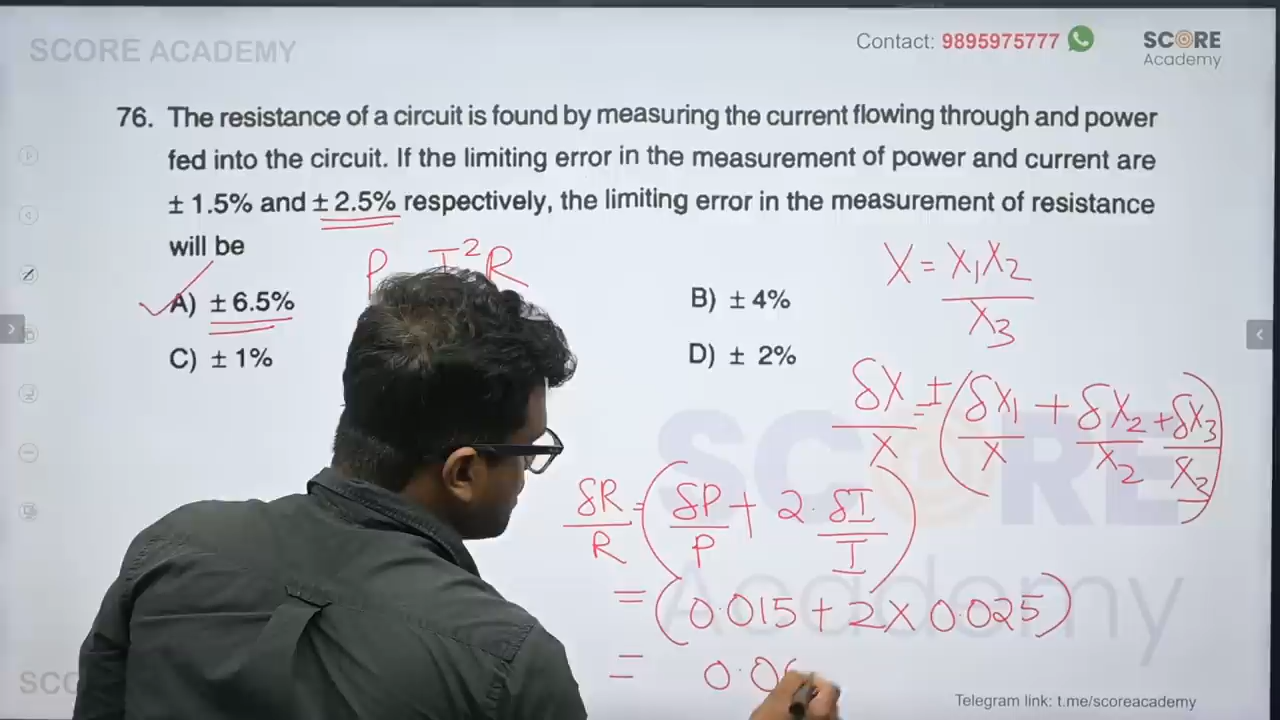 SCORE ACADEMY
Contact: 9895975777
SCORE
Academy
76. The resistance of a circuit is found by measuring the current flowing through and power
fed into the circuit. If the limiting error in the measurement of power and current are
± 1.5% and ± 2.5% respectively, the limiting error in the measurement of resistance
will be
P I²R
X = X₁X₂
X₃
A) ± 6.5%
B) ± 4%
C) ± 1%
D) ± 2%
δX = ± (δX₁ + δX₂ + δX₃)
X X X₂ X₃
δR = (δP + 2. δI)
R P I
= (0.015 + 2 X 0.025)
= 0.06
SCORE
Academy
SCO
Telegram link: t.me/scoreacademy